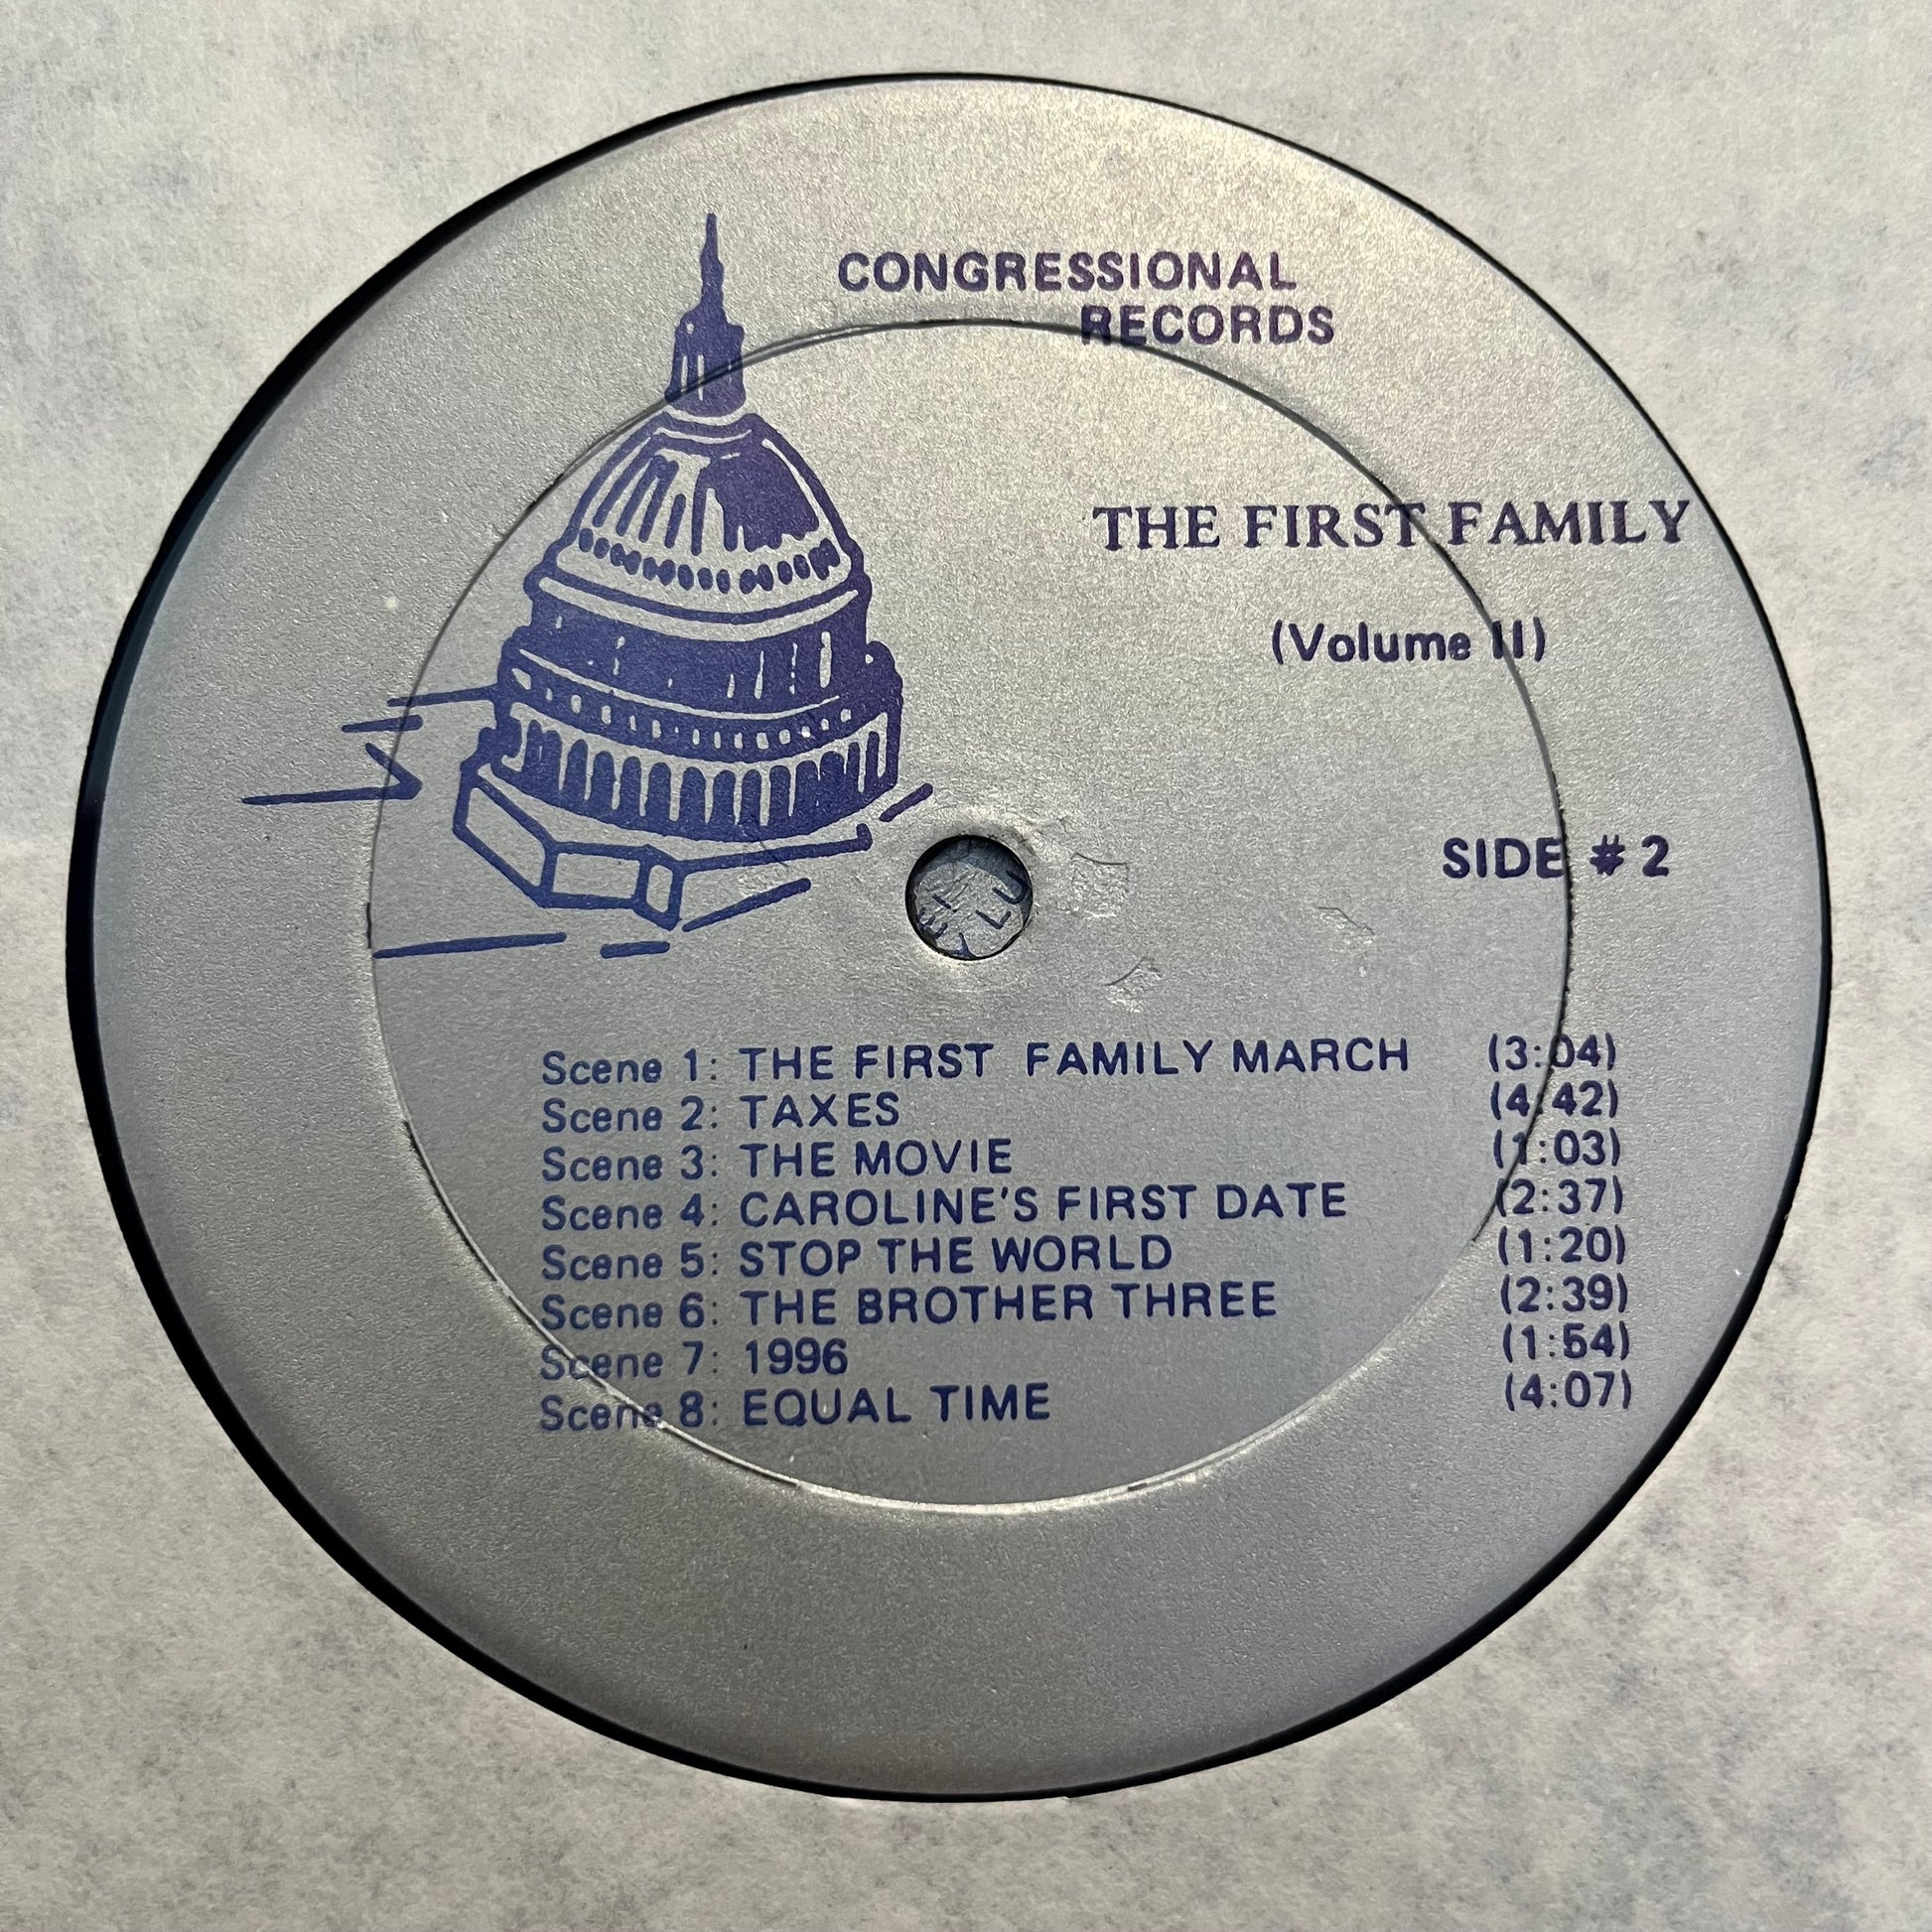 CONGRESSIONAL
RECORDS
THE FIRST FAMILY
(Volume II)
SIDE #2
Scene 1: THE FIRST FAMILY MARCH (3:04)
Scene 2: TAXES (4:42)
Scene 3: THE MOVIE (1:03)
Scene 4: CAROLINE'S FIRST DATE (2:37)
Scene 5: STOP THE WORLD (1:20)
Scene 6: THE BROTHER THREE (2:39)
Scene 7: 1996 (1:54)
Scene 8: EQUAL TIME (4:07)